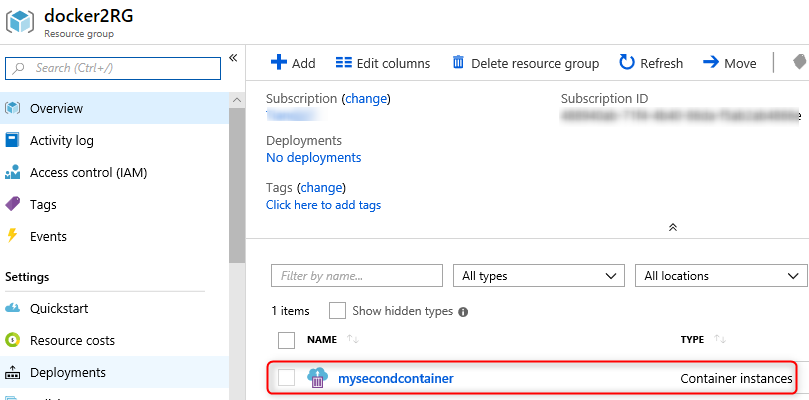 docker2RG
Resource group
Search (Ctrl+/)
Overview
Activity log
Access control (IAM)
Tags
Events
Settings
Quickstart
Resource costs
Deployments
Add Edit columns Delete resource group Refresh Move
Subscription (change) Subscription ID
Deployments
No deployments
Tags (change)
Click here to add tags
Filter by name... All types All locations
1 items Show hidden types
NAME TYPE
mysecondcontainer Container instances